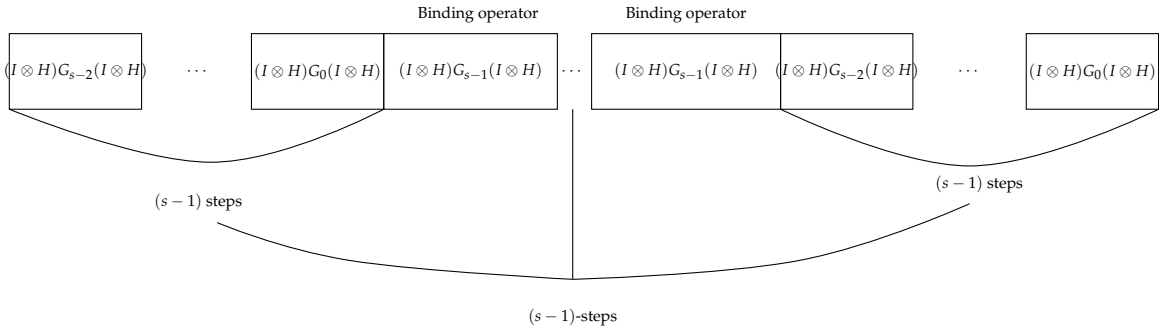 Binding operator Binding operator
(I ⊗ H)G_{s−2}(I ⊗ H) ⋯ (I ⊗ H)G_0(I ⊗ H) (I ⊗ H)G_{s−1}(I ⊗ H) ⋯ (I ⊗ H)G_{s−1}(I ⊗ H) (I ⊗ H)G_{s−2}(I ⊗ H) ⋯ (I ⊗ H)G_0(I ⊗ H)
(s − 1) steps
(s − 1) steps
(s − 1)-steps